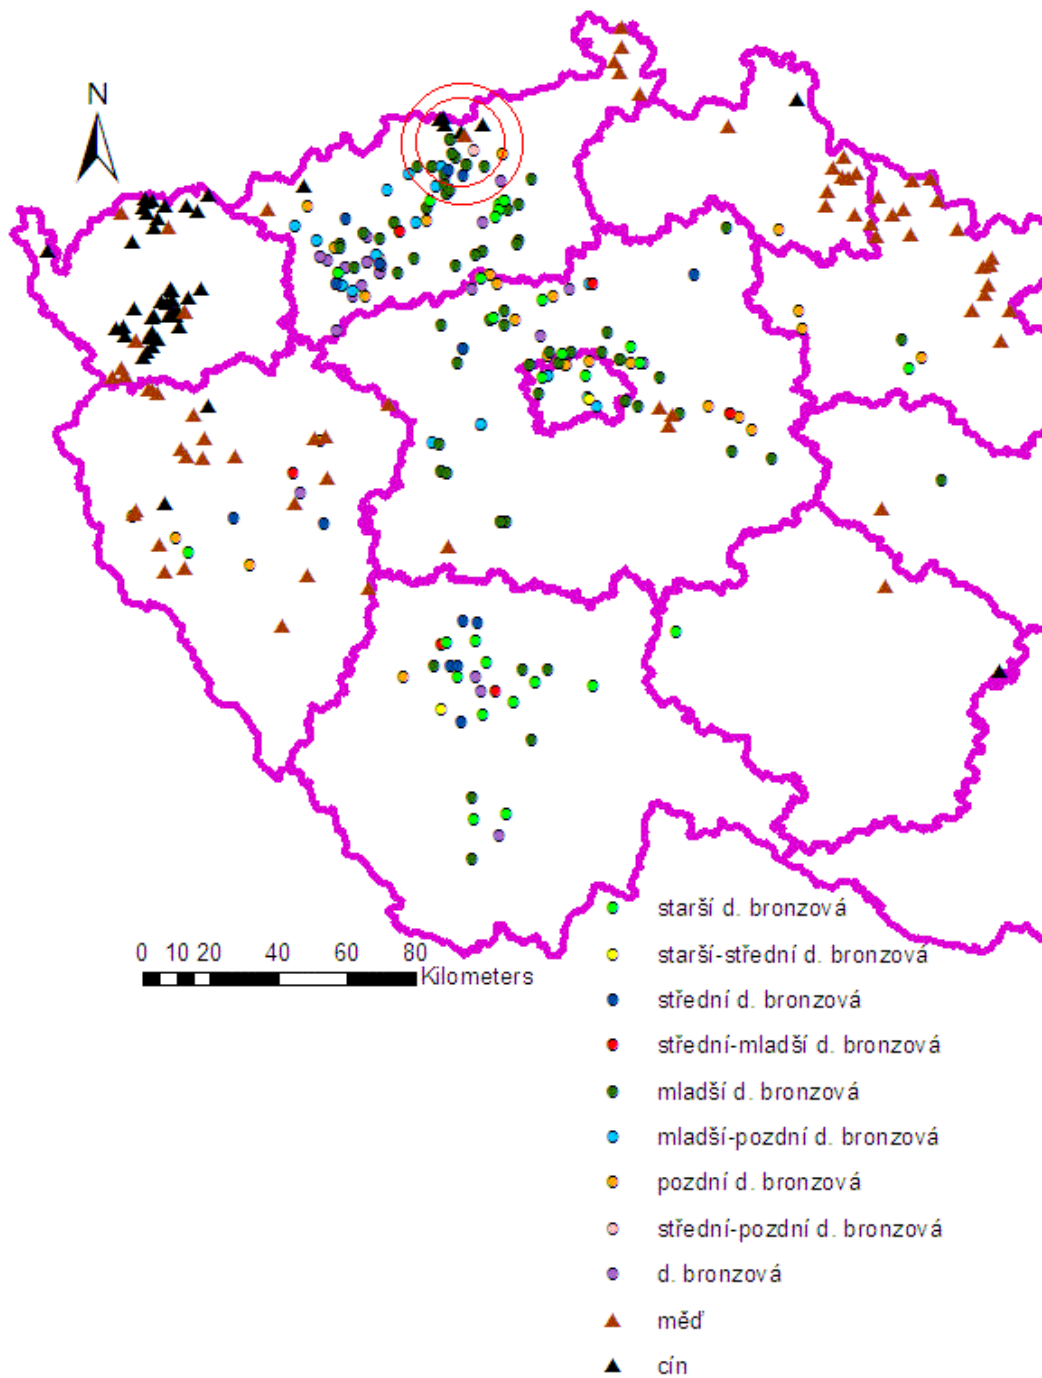 N
0 10 20 40 60 80
Kilometers
starší d. bronzová
starší-střední d. bronzová
střední d. bronzová
střední-mladší d. bronzová
mladší d. bronzová
mladší-pozdní d. bronzová
pozdní d. bronzová
střední-pozdní d. bronzová
d. bronzová
měď
cín